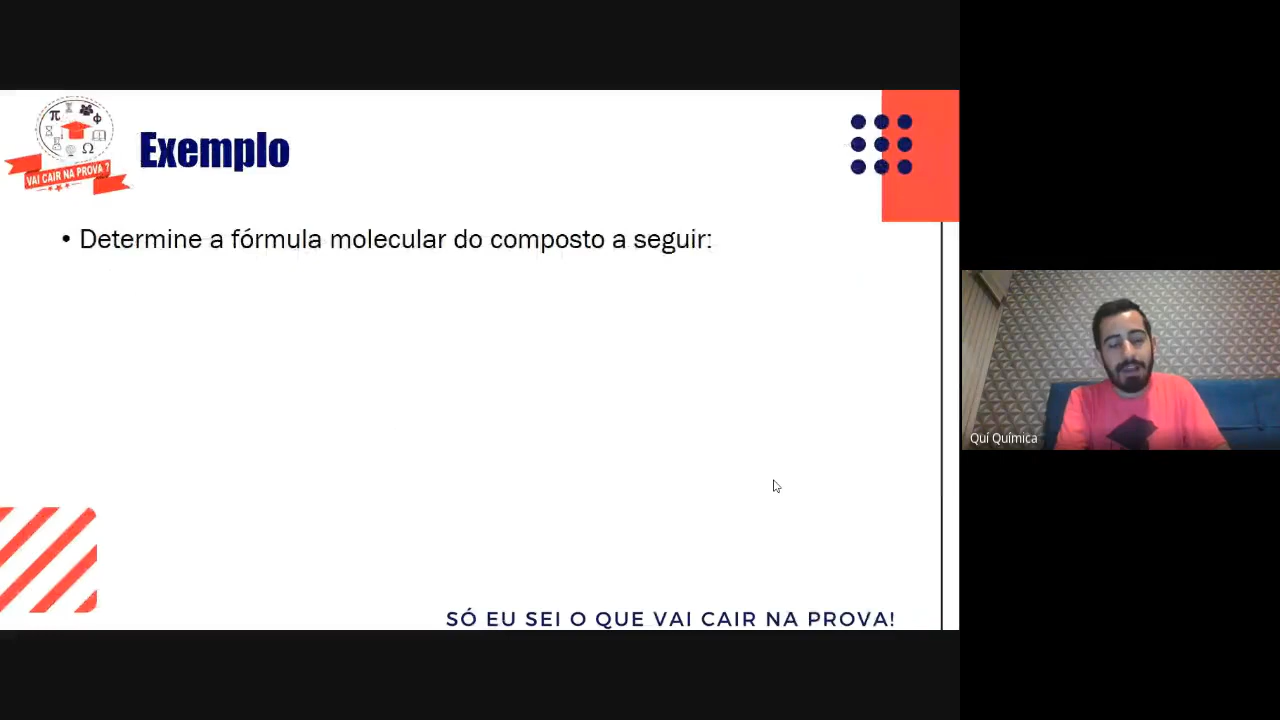 VAI CAIR NA PROVA ?
Exemplo
• Determine a fórmula molecular do composto a seguir:
Quí Química
SÓ EU SEI O QUE VAI CAIR NA PROVA!